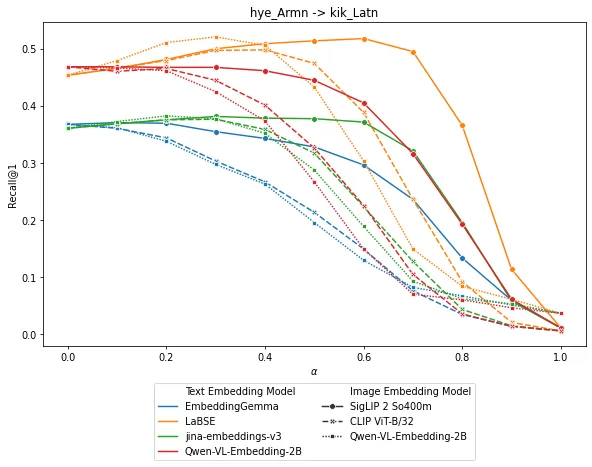 hye_Armn -> kik_Latn
Recall@1
0.5
0.4
0.3
0.2
0.1
0.0
0.0 0.2 0.4 0.6 0.8 1.0
α
Text Embedding Model Image Embedding Model
EmbeddingGemma SigLIP 2 So400m
LaBSE CLIP ViT-B/32
jina-embeddings-v3 Qwen-VL-Embedding-2B
Qwen-VL-Embedding-2B